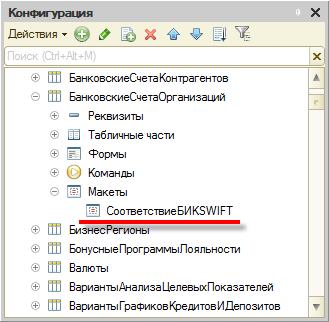 Конфигурация
Действия
Поиск (Ctrl+Alt+M)
БанковскиеСчетаКонтрагентов
БанковскиеСчетаОрганизаций
Реквизиты
Табличные части
Формы
Команды
Макеты
СоответствиеБИКSWIFT
БизнесРегионы
БонусныеПрограммыЛояльности
Валюты
ВариантыАнализаЦелевыхПоказателей
ВариантыГрафиковКредитовИДепозитов